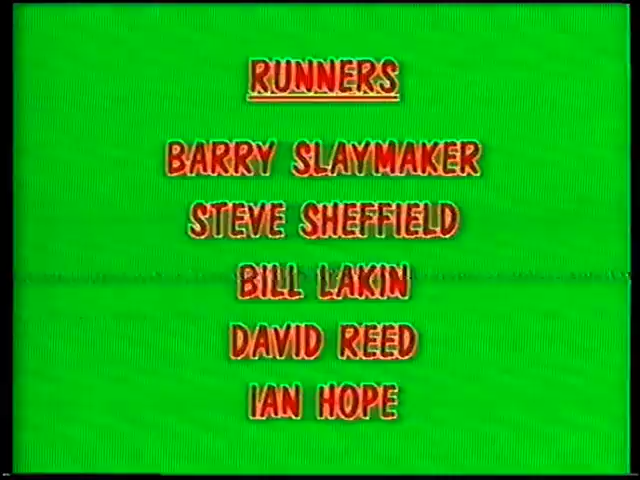 RUNNERS
BARRY SLAYMAKER
STEVE SHEFFIELD
BILL LAKIN
DAVID REED
IAN HOPE